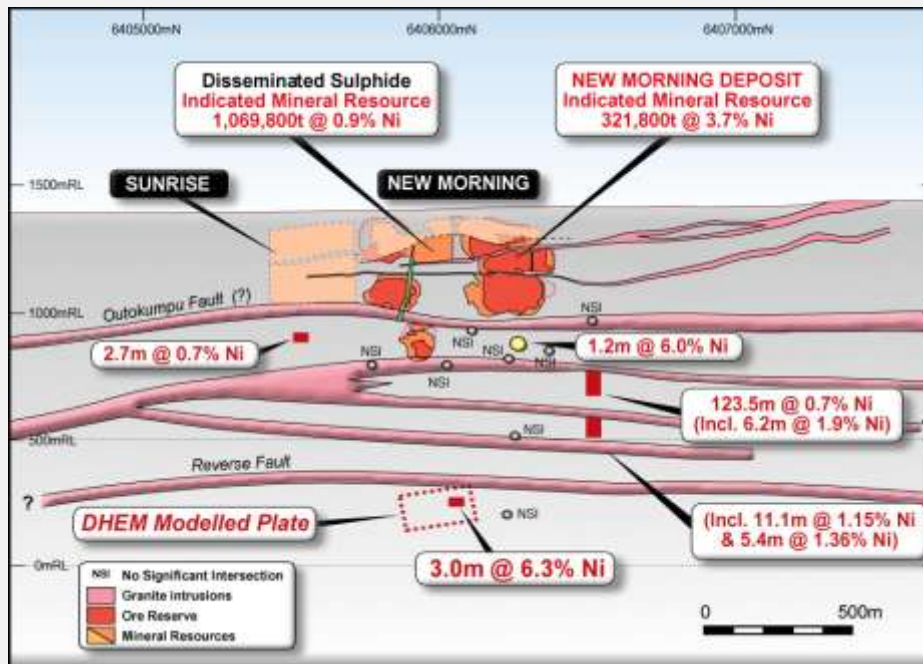 6405000mN
6406000mN
6407000mN
Disseminated Sulphide
Indicated Mineral Resource
1,069,800t @ 0.9% Ni
NEW MORNING DEPOSIT
Indicated Mineral Resource
321,800t @ 3.7% Ni
1500mRL
SUNRISE
NEW MORNING
1000mRL
Outokumpu Fault (?)
NSI
NSI
2.7m @ 0.7% Ni
NSI
NSI
NSI
NSI
1.2m @ 6.0% Ni
123.5m @ 0.7% Ni
(Incl. 6.2m @ 1.9% Ni)
500mRL
NSI
Reverse Fault
?
DHEM Modelled Plate
NSI
(Incl. 11.1m @ 1.15% Ni
& 5.4m @ 1.36% Ni)
3.0m @ 6.3% Ni
0mRL
NSI No Significant Intersection
Granite intrusions
Ore Reserve
Mineral Resources
0 500m